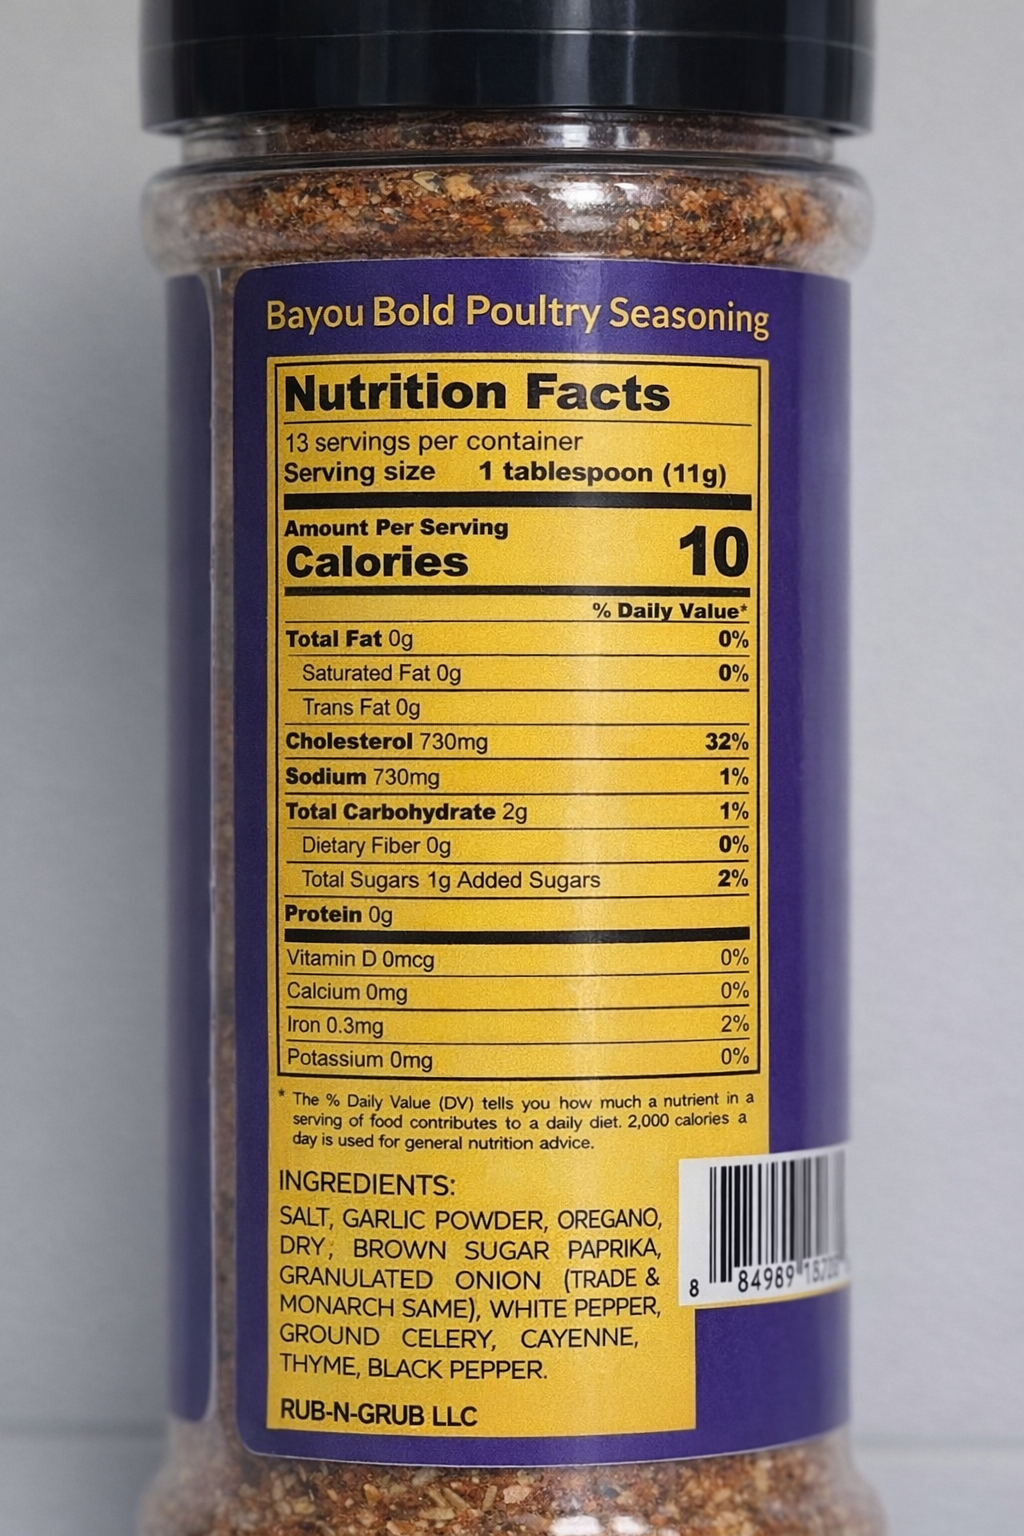 Bayou Bold Poultry Seasoning
Nutrition Facts
13 servings per container
Serving size 1 tablespoon (11g)
Amount Per Serving
Calories 10
% Daily Value*
Total Fat 0g 0%
Saturated Fat 0g 0%
Trans Fat 0g
Cholesterol 730mg 32%
Sodium 730mg 1%
Total Carbohydrate 2g 1%
Dietary Fiber 0g 0%
Total Sugars 1g Added Sugars 2%
Protein 0g
Vitamin D 0mcg 0%
Calcium 0mg 0%
Iron 0.3mg 2%
Potassium 0mg 0%
* The % Daily Value (DV) tells you how much a nutrient in a
serving of food contributes to a daily diet. 2,000 calories a
day is used for general nutrition advice.
INGREDIENTS:
SALT, GARLIC POWDER, OREGANO,
DRY, BROWN SUGAR PAPRIKA,
GRANULATED ONION (TRADE &
MONARCH SAME), WHITE PEPPER,
GROUND CELERY, CAYENNE,
THYME, BLACK PEPPER.
RUB-N-GRUB LLC
8 84989